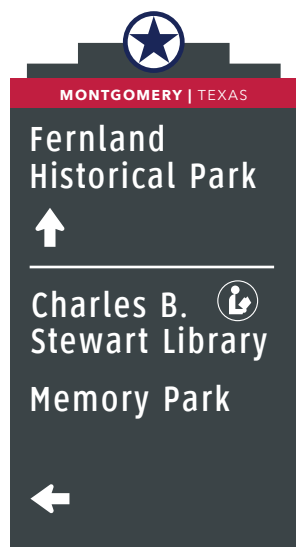 MONTGOMERY | TEXAS
Fernland
Historical Park
Charles B.
Stewart Library
Memory Park